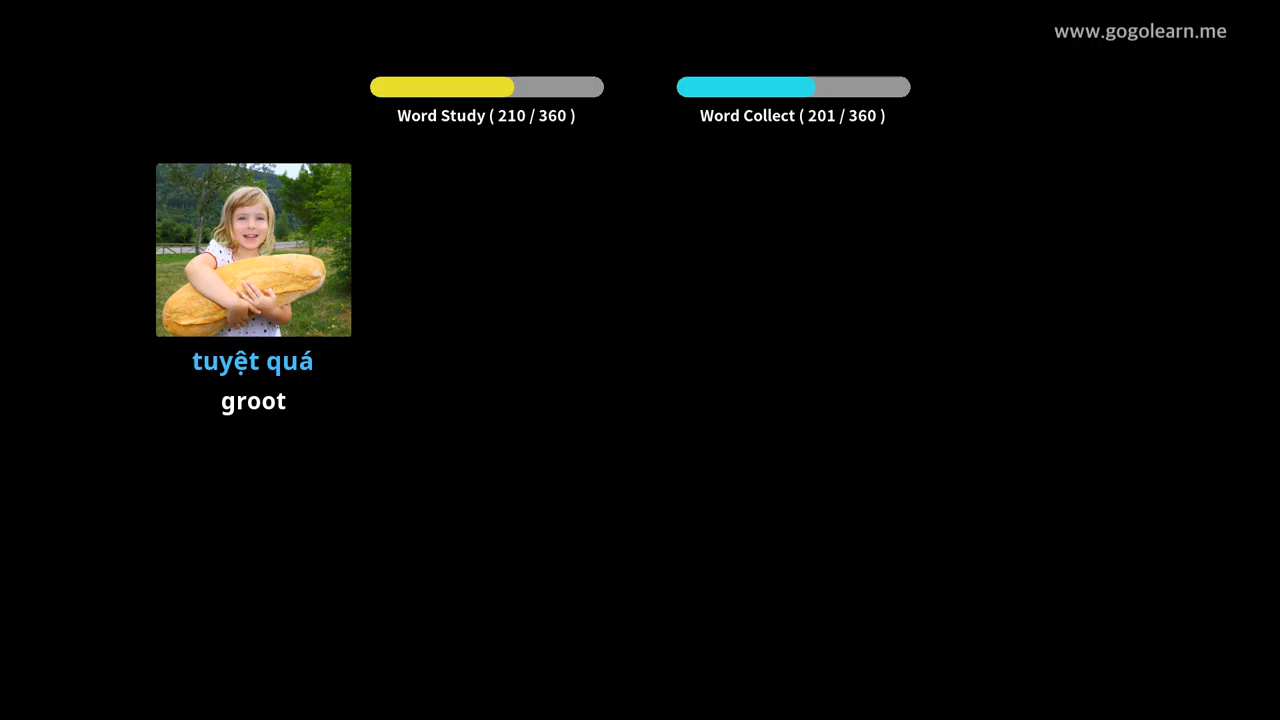 www.gogolearn.me
Word Study ( 210 / 360 )
Word Collect ( 201 / 360 )
tuyệt quá
groot